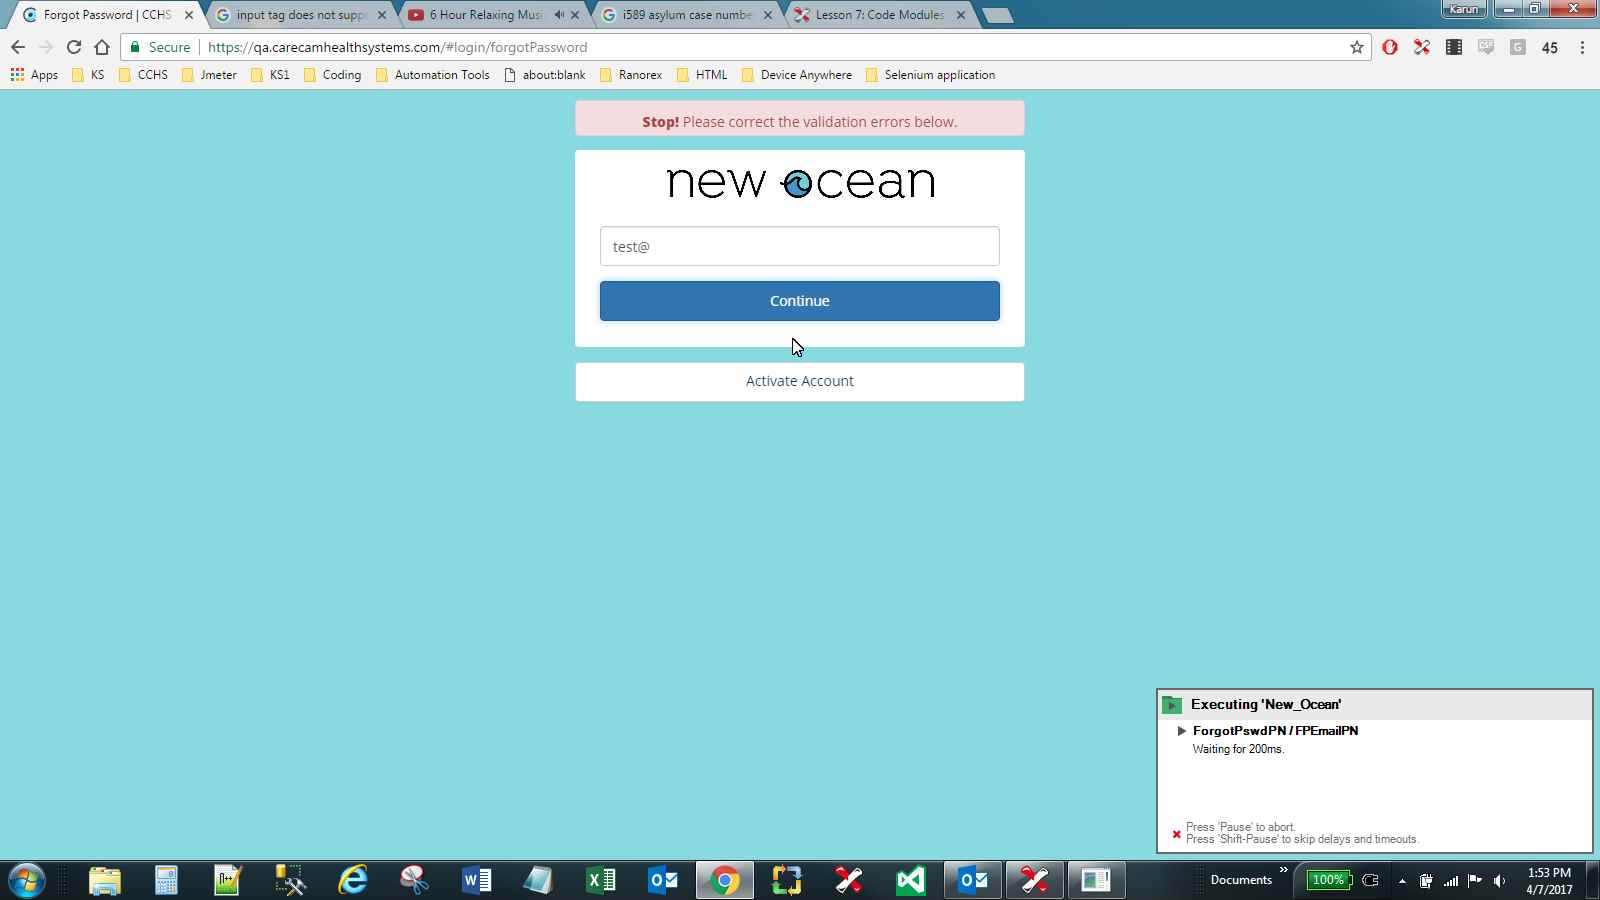 Forgot Password | CCHS
input tag does not supp
6 Hour Relaxing Musi
i589 asylum case numbe
Lesson 7: Code Modules
Karun
Secure
https://qa.carecamhealthsystems.com/#login/forgotPassword
CSP
G
45
Apps
KS
CCHS
Jmeter
KS1
Coding
Automation Tools
about:blank
Ranorex
HTML
Device Anywhere
Selenium application
Stop! Please correct the validation errors below.
new ocean
test@
Continue
Activate Account
Executing 'New_Ocean'
ForgotPswdPN / FPEmailPN
Waiting for 200ms.
Press 'Pause' to abort.
Press 'Shift-Pause' to skip delays and timeouts.
Documents
100%
1:53 PM
4/7/2017